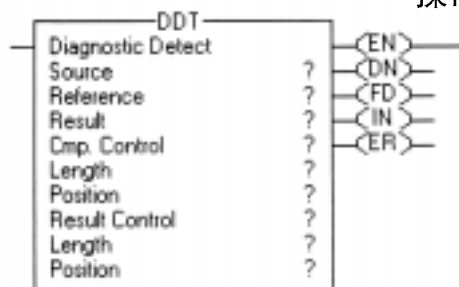 DDT
Diagnostic Detect
Source ?
Reference ?
Result ?
Cmp. Control ?
Length ?
Position ?
Result Control ?
Length ?
Position ?
EN
DN
FD
IN
ER